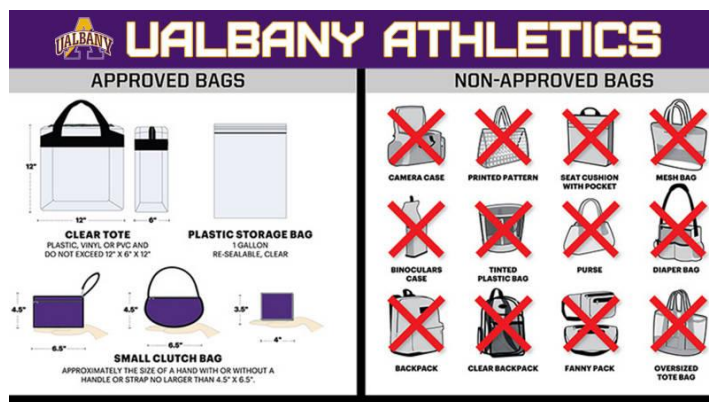 UALBANY
UALBANY ATHLETICS
APPROVED BAGS
12"
12"
6"
CLEAR TOTE
PLASTIC, VINYL OR PVC AND
DO NOT EXCEED 12" X 6" X 12"
PLASTIC STORAGE BAG
1 GALLON
RE-SEALABLE, CLEAR
4.5"
6.5"
4.5"
6.5"
3.5"
4"
SMALL CLUTCH BAG
APPROXIMATELY THE SIZE OF A HAND WITH OR WITHOUT A
HANDLE OR STRAP NO LARGER THAN 4.5" X 6.5".
NON-APPROVED BAGS
CAMERA CASE
PRINTED PATTERN
SEAT CUSHION
WITH POCKET
MESH BAG
BINOCULARS
CASE
TINTED
PLASTIC BAG
PURSE
DIAPER BAG
BACKPACK
CLEAR BACKPACK
FANNY PACK
OVERSIZED
TOTE BAG